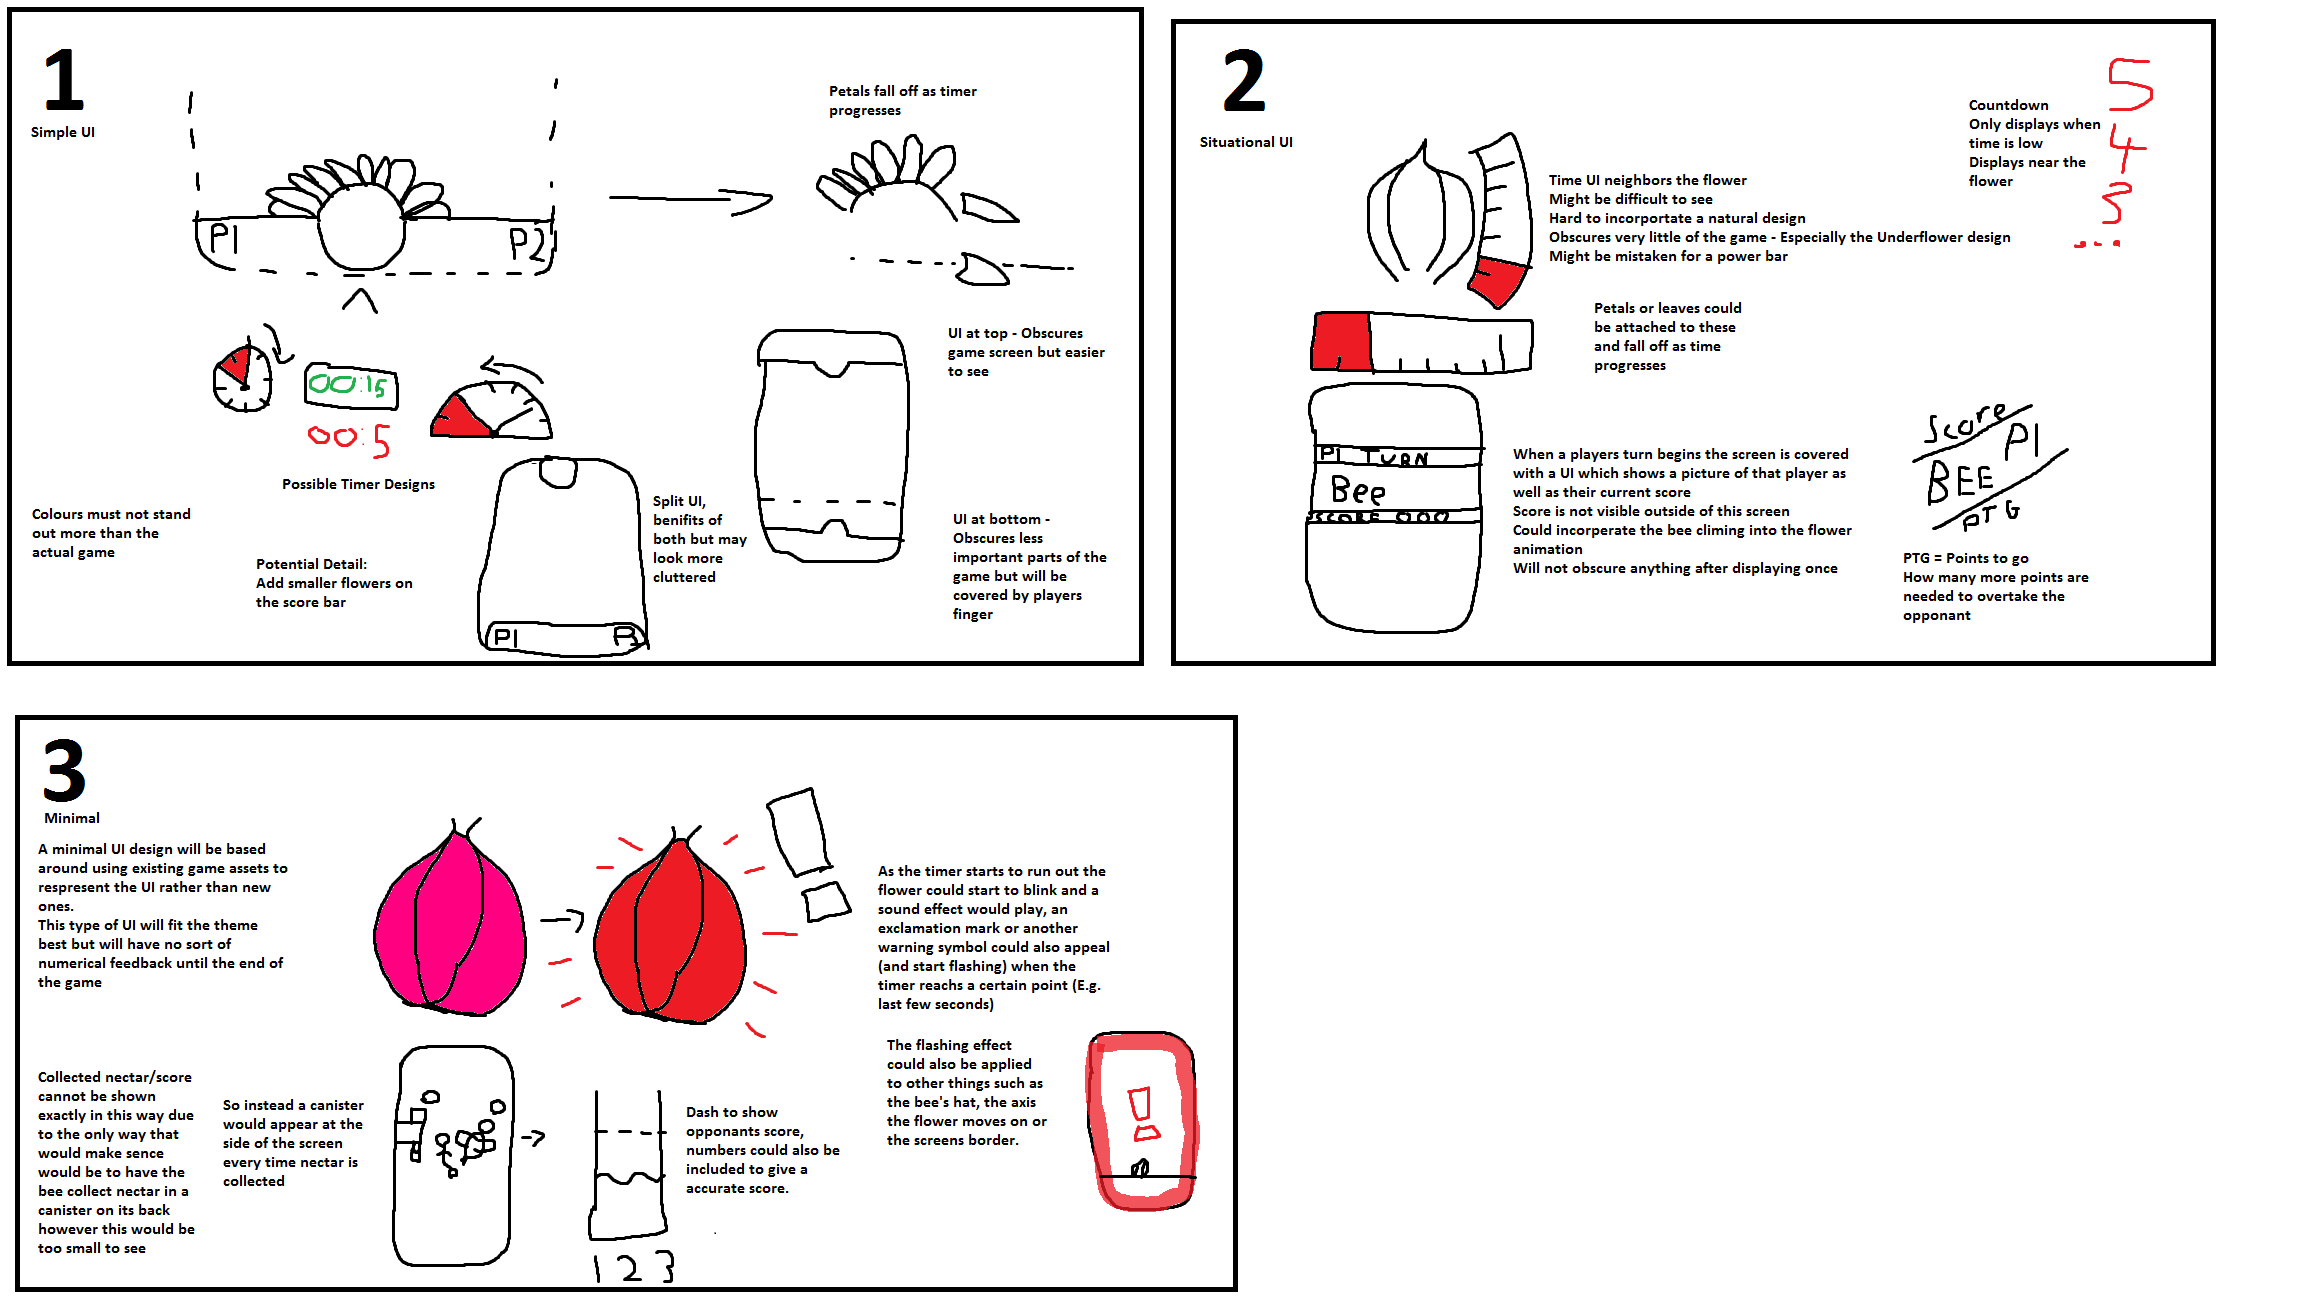 1
Simple UI
Petals fall off as timer
progresses
P1
P2
00:15
00:5
Possible Timer Designs
Colours must not stand
out more than the
actual game
Potential Detail:
Add smaller flowers on
the score bar
P1
Split UI,
benifits of
both but may
look more
cluttered
UI at top - Obscures
game screen but easier
to see
UI at bottom -
Obscures less
important parts of the
game but will be
covered by players
finger
2
Situational UI
Time UI neighbors the flower
Might be difficult to see
Hard to incorportate a natural design
Obscures very little of the game - Especially the Underflower design
Might be mistaken for a power bar
Countdown
Only displays when
time is low
Displays near the
flower
5
4
3
...
Petals or leaves could
be attached to these
and fall off as time
progresses
P1 TURN
Bee
SCORE 000
When a players turn begins the screen is covered
with a UI which shows a picture of that player as
well as their current score
Score is not visible outside of this screen
Could incorperate the bee climing into the flower
animation
Will not obscure anything after displaying once
Score
P1
BEE
PTG
PTG = Points to go
How many more points are
needed to overtake the
opponant
3
Minimal
A minimal UI design will be based
around using existing game assets to
respresent the UI rather than new
ones.
This type of UI will fit the theme
best but will have no sort of
numerical feedback until the end of
the game
As the timer starts to run out the
flower could start to blink and a
sound effect would play, an
exclamation mark or another
warning symbol could also appeal
(and start flashing) when the
timer reachs a certain point (E.g.
last few seconds)
The flashing effect
could also be applied
to other things such as
the bee's hat, the axis
the flower moves on or
the screens border.
Collected nectar/score
cannot be shown
exactly in this way due
to the only way that
would make sence
would be to have the
bee collect nectar in a
canister on its back
however this would be
too small to see
So instead a canister
would appear at the
side of the screen
every time nectar is
collected
Dash to show
opponants score,
numbers could also be
included to give a
accurate score.
1 2 3